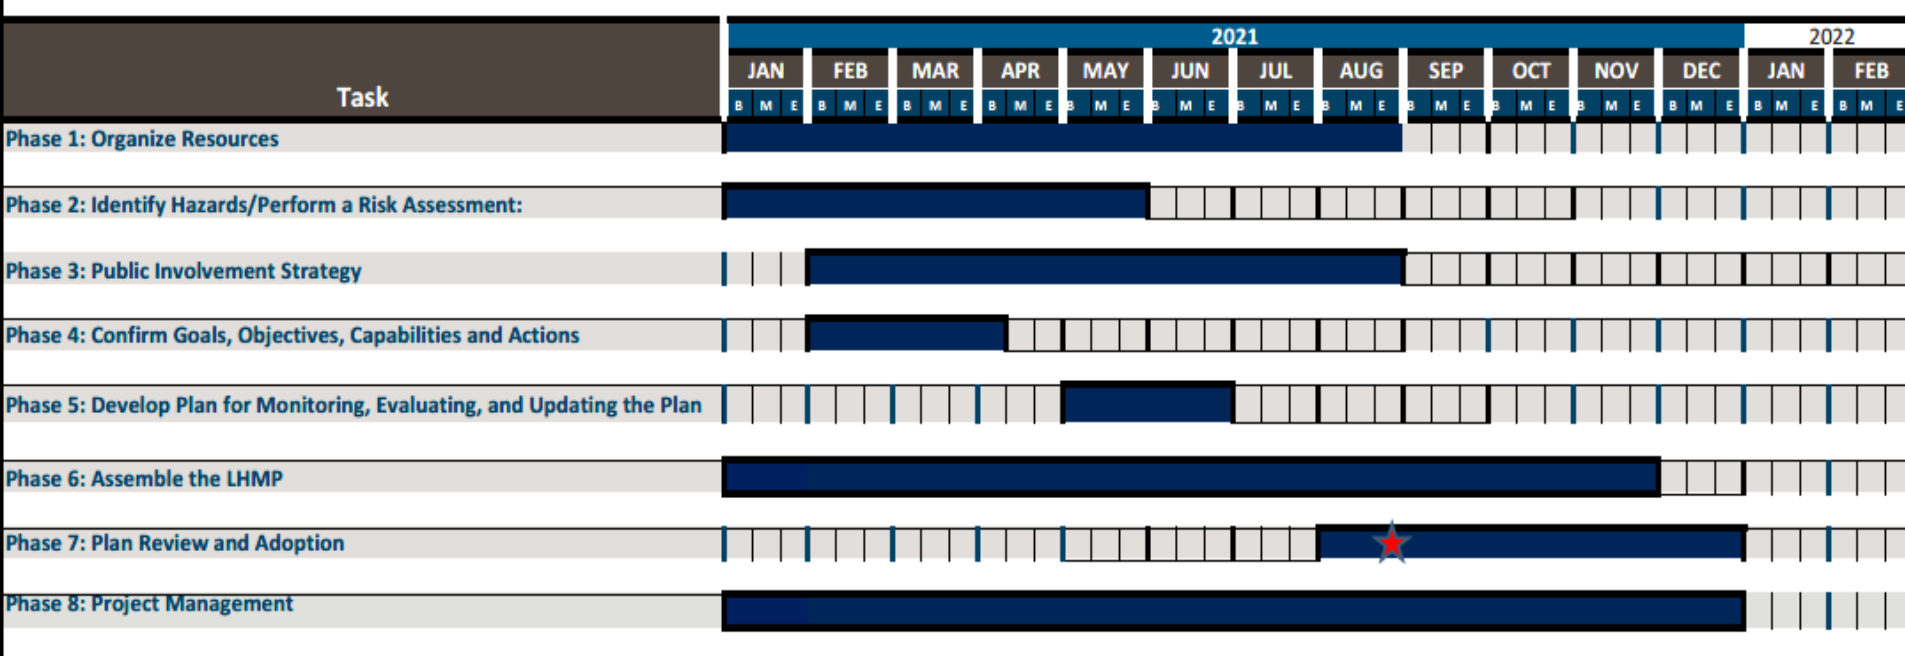 2021 2022
JAN FEB MAR APR MAY JUN JUL AUG SEP OCT NOV DEC JAN FEB
Task
B M E B M E B M E B M E B M E B M E B M E B M E B M E B M E B M E B M E B M E B M E
Phase 1: Organize Resources
Phase 2: Identify Hazards/Perform a Risk Assessment:
Phase 3: Public Involvement Strategy
Phase 4: Confirm Goals, Objectives, Capabilities and Actions
Phase 5: Develop Plan for Monitoring, Evaluating, and Updating the Plan
Phase 6: Assemble the LHMP
Phase 7: Plan Review and Adoption
Phase 8: Project Management